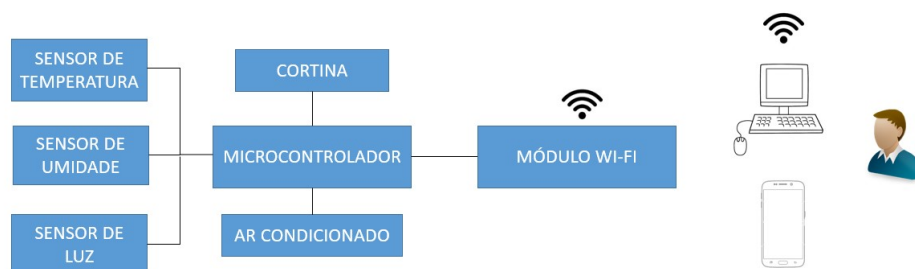 SENSOR DE
TEMPERATURA
CORTINA
SENSOR DE
UMIDADE
MICROCONTROLADOR
MÓDULO WI-FI
SENSOR DE
LUZ
AR CONDICIONADO